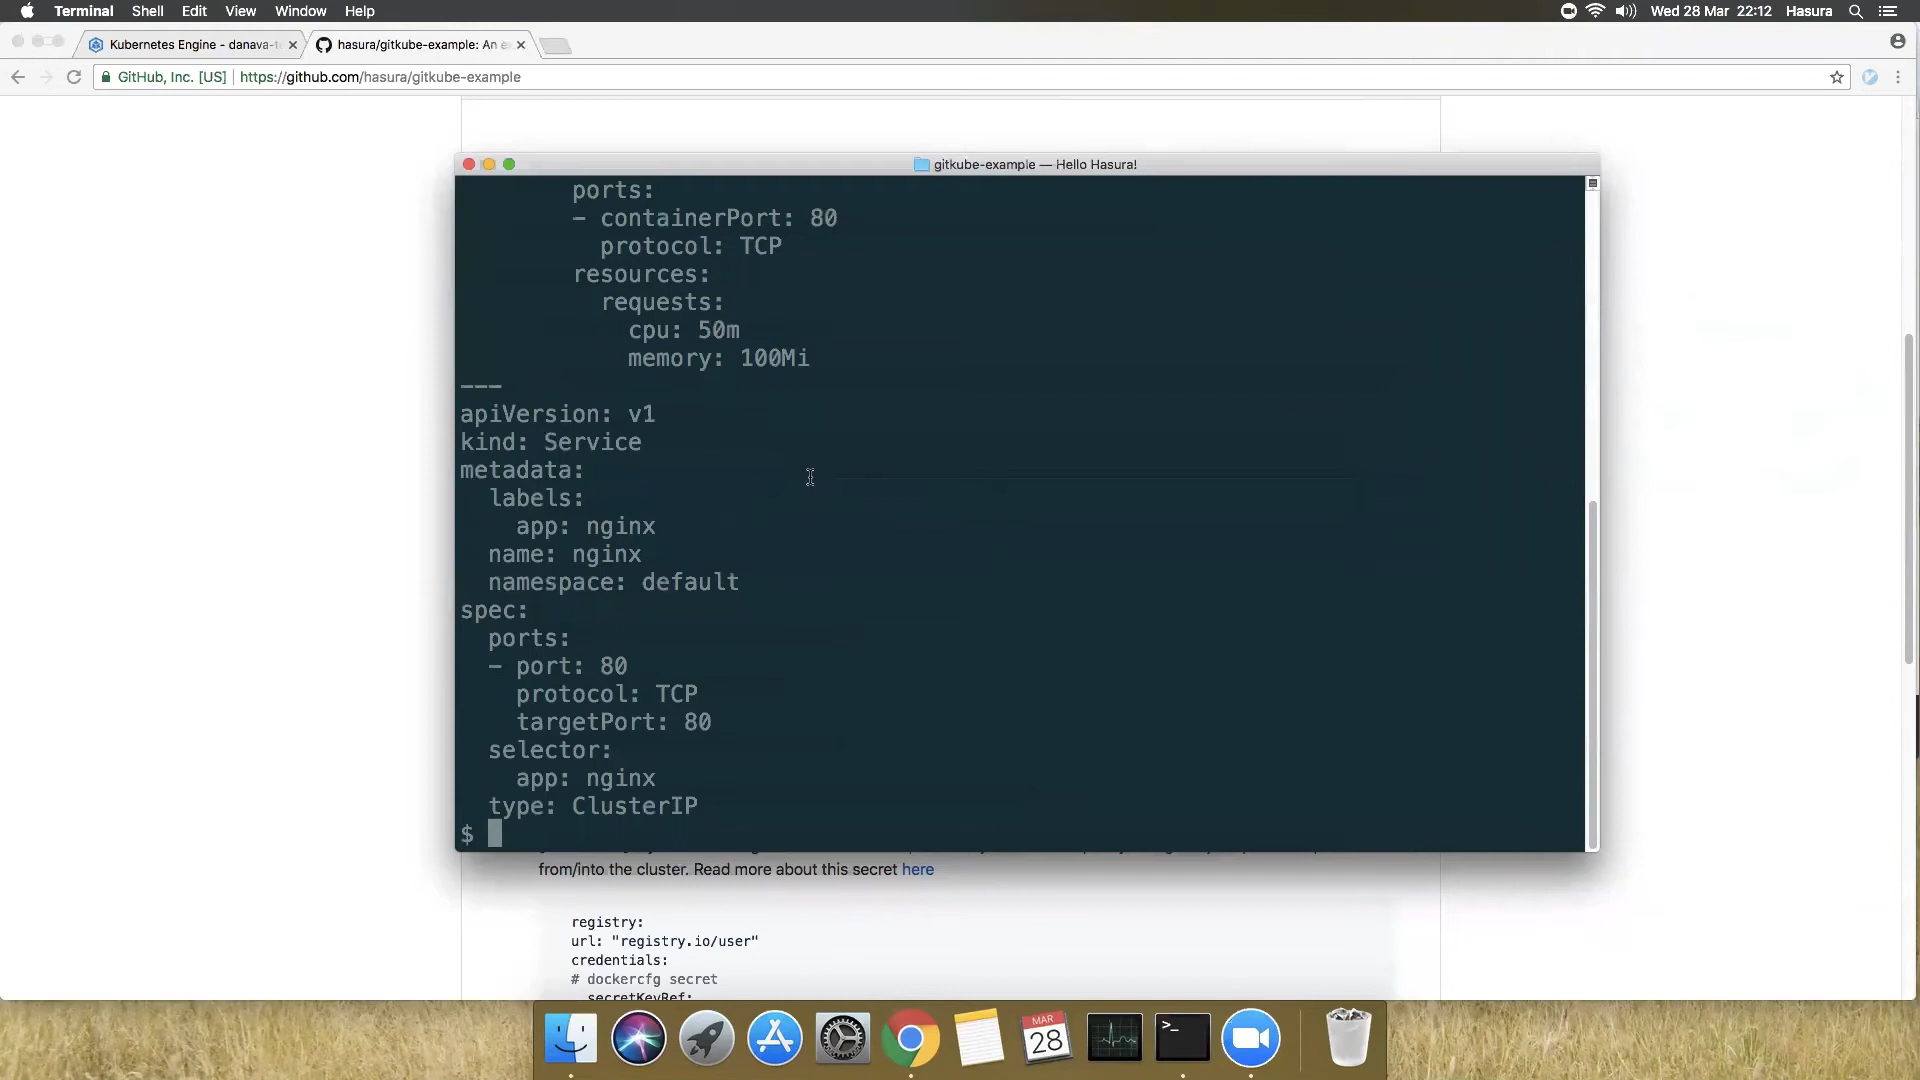 Terminal Shell Edit View Window Help
Wed 28 Mar 22:12 Hasura
Kubernetes Engine - danava-t
hasura/gitkube-example: An e
GitHub, Inc. [US] https://github.com/hasura/gitkube-example
gitkube-example — Hello Hasura!
ports:
- containerPort: 80
protocol: TCP
resources:
requests:
cpu: 50m
memory: 100Mi
---
apiVersion: v1
kind: Service
metadata:
labels:
app: nginx
name: nginx
namespace: default
spec:
ports:
- port: 80
protocol: TCP
targetPort: 80
selector:
app: nginx
type: ClusterIP
$
from/into the cluster. Read more about this secret here
registry:
url: "registry.io/user"
credentials:
# dockercfg secret
secretKeyRef:
MAR
28